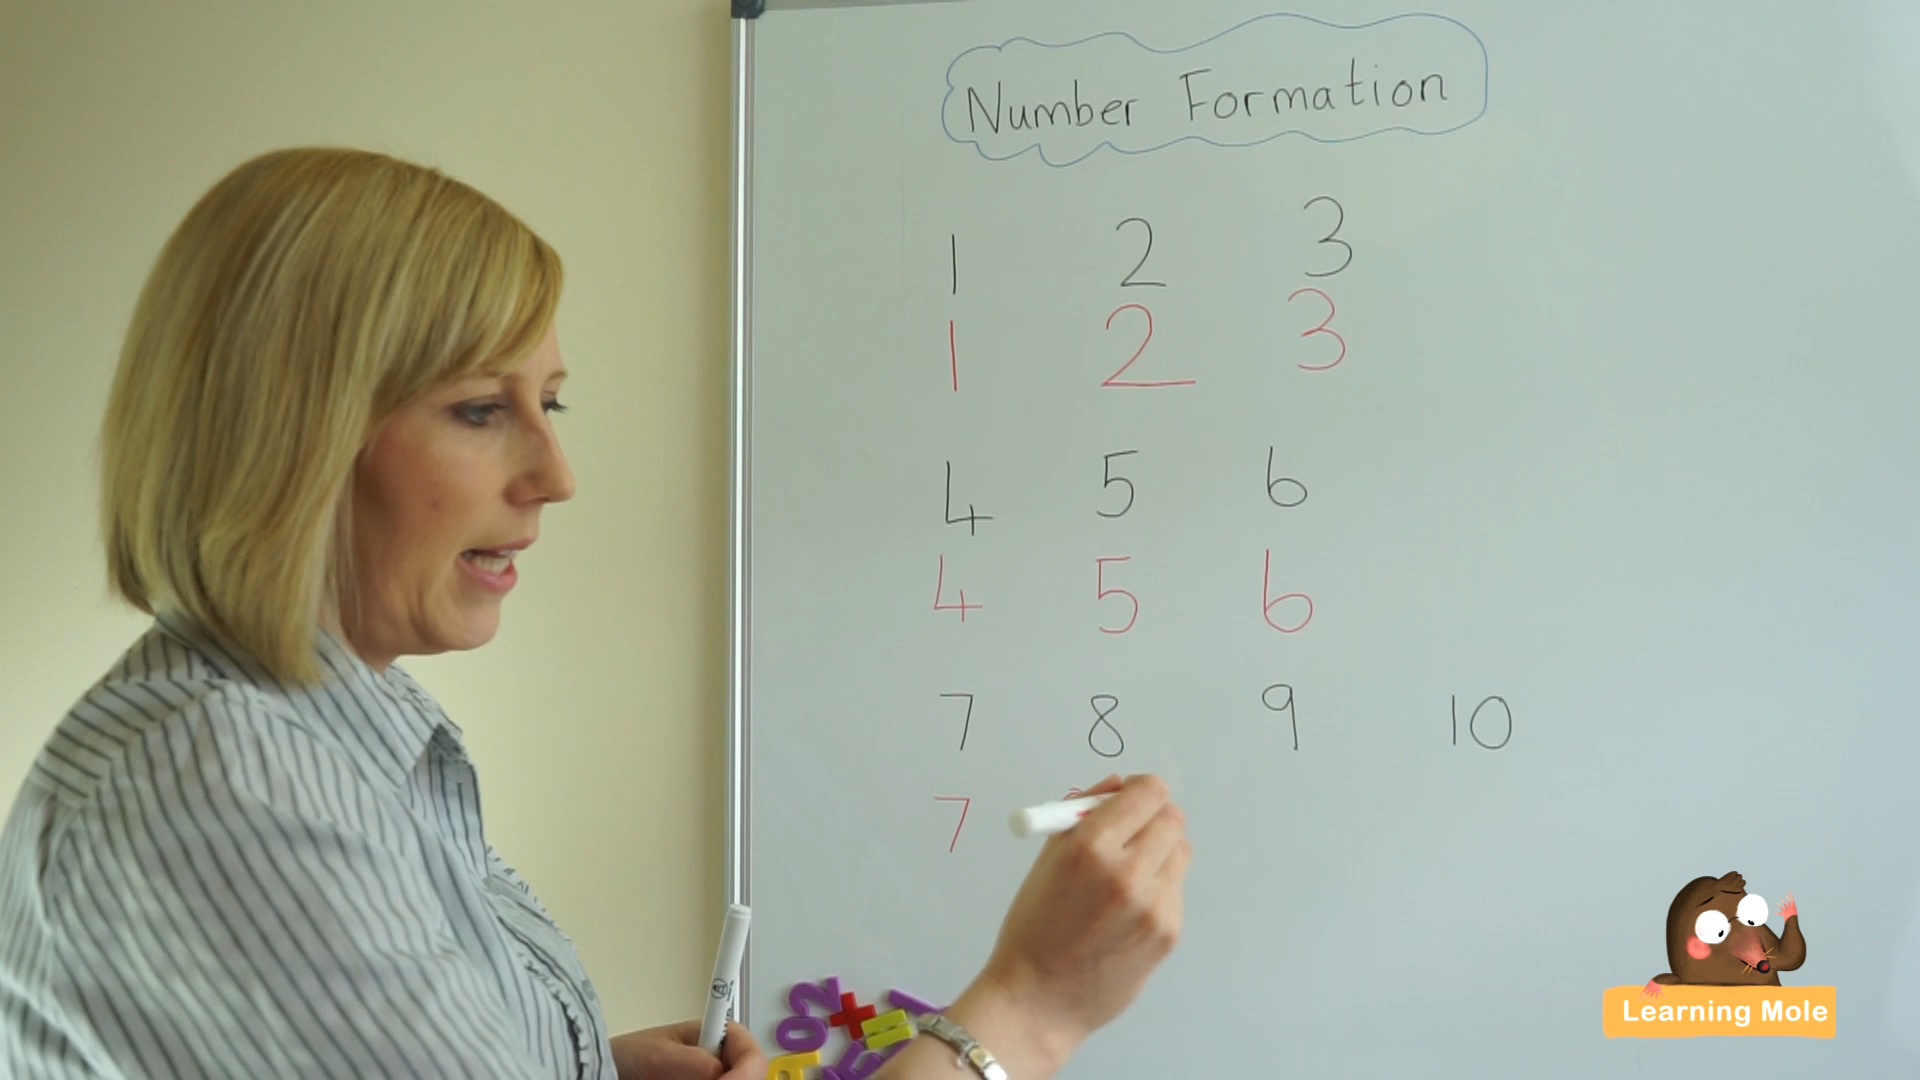 Number Formation
1 2 3
1 2 3
4 5 6
4 5 6
7 8 9 10
7
Learning Mole